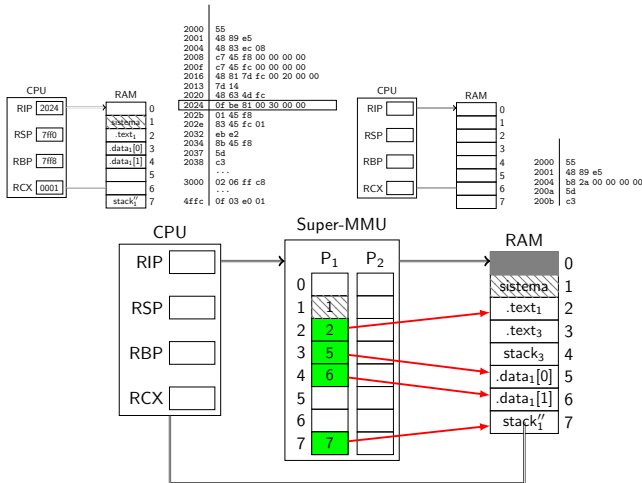 CPU
RIP 2024
RSP 7ff0
RBP 7ff8
RCX 0001
RAM
0
sistema 1
.text1 2
.data1[0] 3
.data1[1] 4
5
6
stack1'' 7
2000 55
2001 48 89 e5
2004 48 83 ec 08
2008 c7 45 f8 00 00 00 00
200f c7 45 fc 00 00 00 00
2016 48 81 7d fc 00 20 00 00
2013 7d 14
2020 48 63 4d fc
2024 0f be 81 00 30 00 00
202b 01 45 f8
202e 83 45 fc 01
2032 eb e2
2034 8b 45 f8
2037 5d
2038 c3
...
3000 02 06 ff c8
...
4ffc 0f 03 e0 01
CPU
RIP
RSP
RBP
RCX
RAM
0
1
2
3
4
5
6
7
2000 55
2001 48 89 e5
2004 b8 2a 00 00 00 00
200a 5d
200b c3
CPU
RIP
RSP
RBP
RCX
Super-MMU
P1 P2
0
1 1
2 2
3 5
4 6
5
6
7 7
RAM
0
sistema 1
.text1 2
.text3 3
stack3 4
.data1[0] 5
.data1[1] 6
stack1'' 7